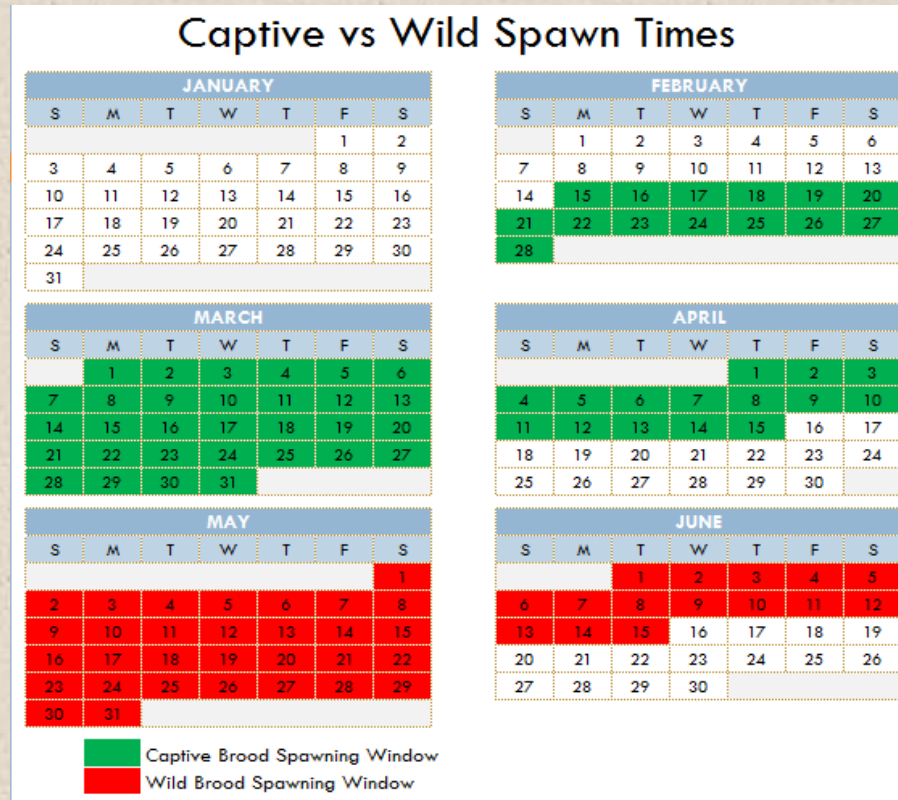 Captive vs Wild Spawn Times
JANUARY
S M T W T F S
1 2
3 4 5 6 7 8 9
10 11 12 13 14 15 16
17 18 19 20 21 22 23
24 25 26 27 28 29 30
31
FEBRUARY
S M T W T F S
1 2 3 4 5 6
7 8 9 10 11 12 13
14 15 16 17 18 19 20
21 22 23 24 25 26 27
28
MARCH
S M T W T F S
1 2 3 4 5 6
7 8 9 10 11 12 13
14 15 16 17 18 19 20
21 22 23 24 25 26 27
28 29 30 31
APRIL
S M T W T F S
1 2 3
4 5 6 7 8 9 10
11 12 13 14 15 16 17
18 19 20 21 22 23 24
25 26 27 28 29 30
MAY
S M T W T F S
1
2 3 4 5 6 7 8
9 10 11 12 13 14 15
16 17 18 19 20 21 22
23 24 25 26 27 28 29
30 31
JUNE
S M T W T F S
1 2 3 4 5
6 7 8 9 10 11 12
13 14 15 16 17 18 19
20 21 22 23 24 25 26
27 28 29 30
Captive Brood Spawning Window
Wild Brood Spawning Window